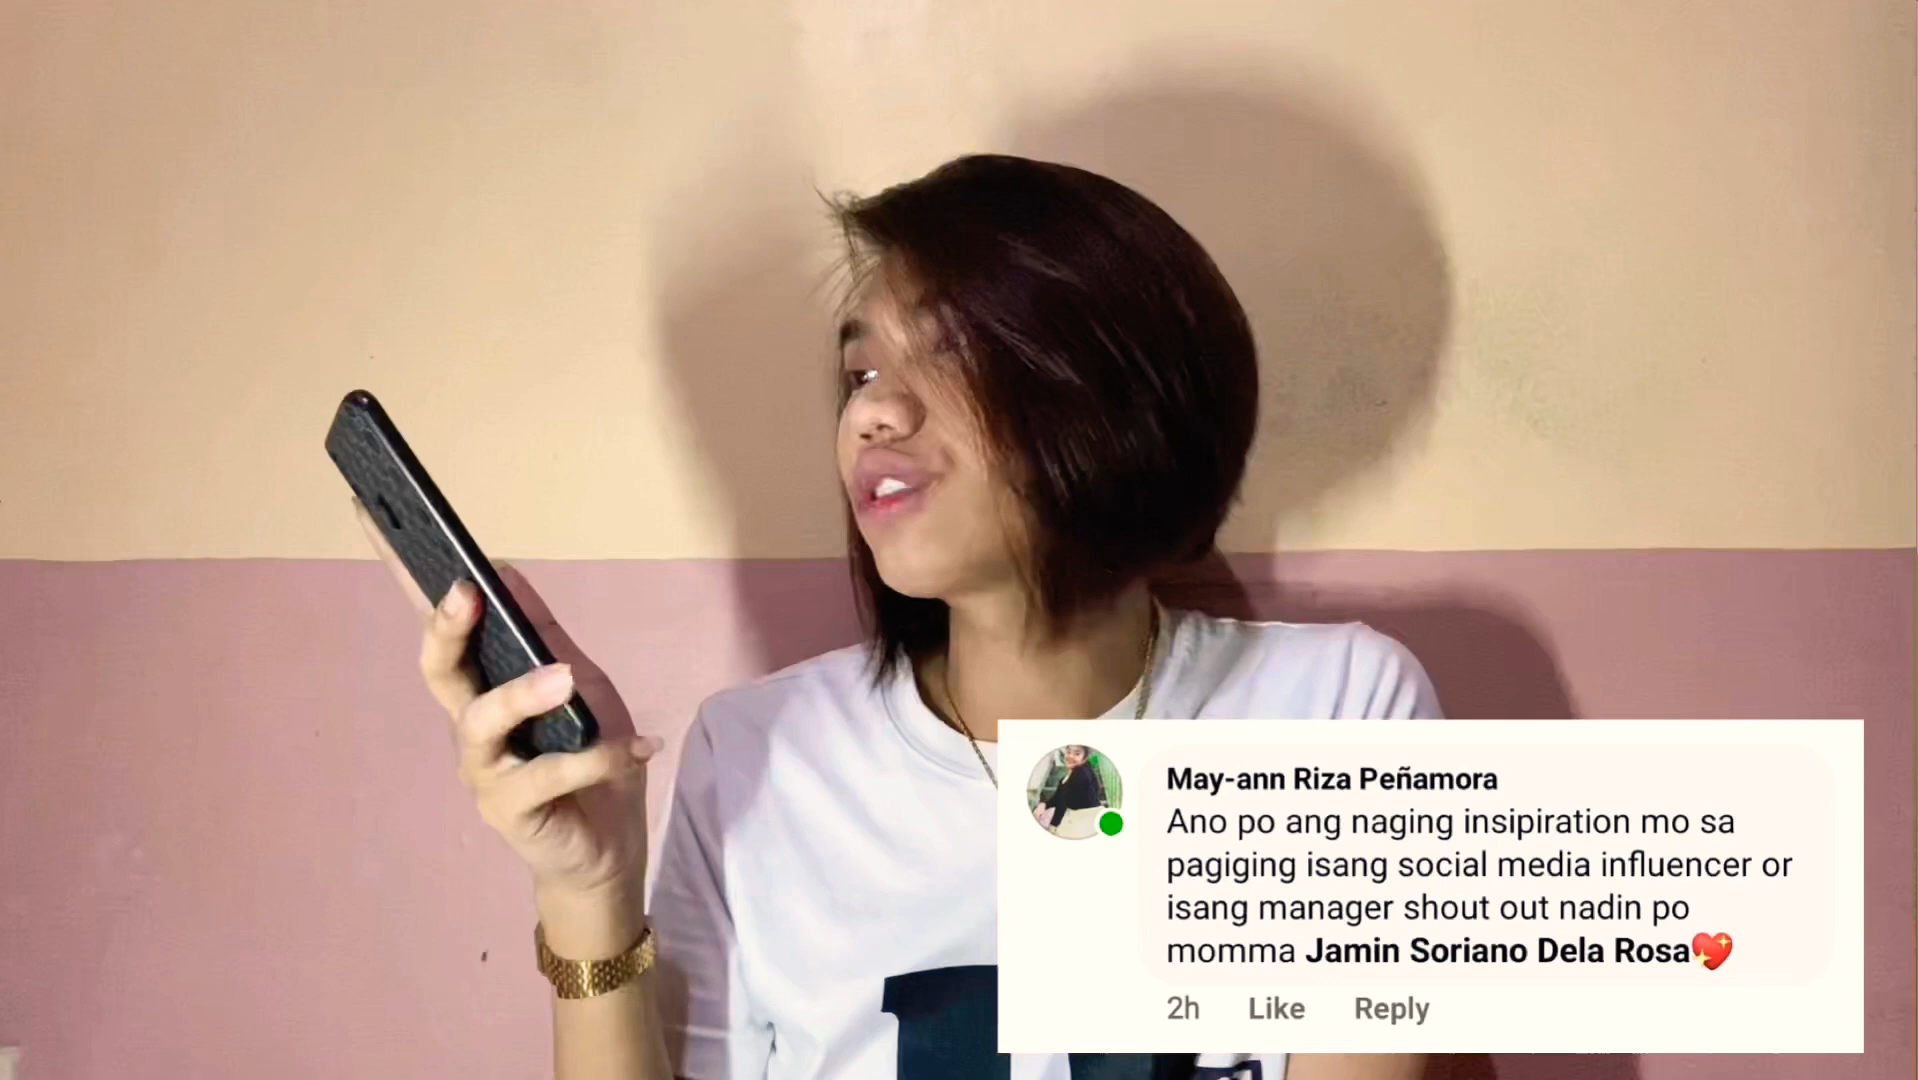 May-ann Riza Peñamora
Ano po ang naging insipiration mo sa
pagiging isang social media influencer or
isang manager shout out nadin po
momma Jamin Soriano Dela Rosa💖
2h Like Reply